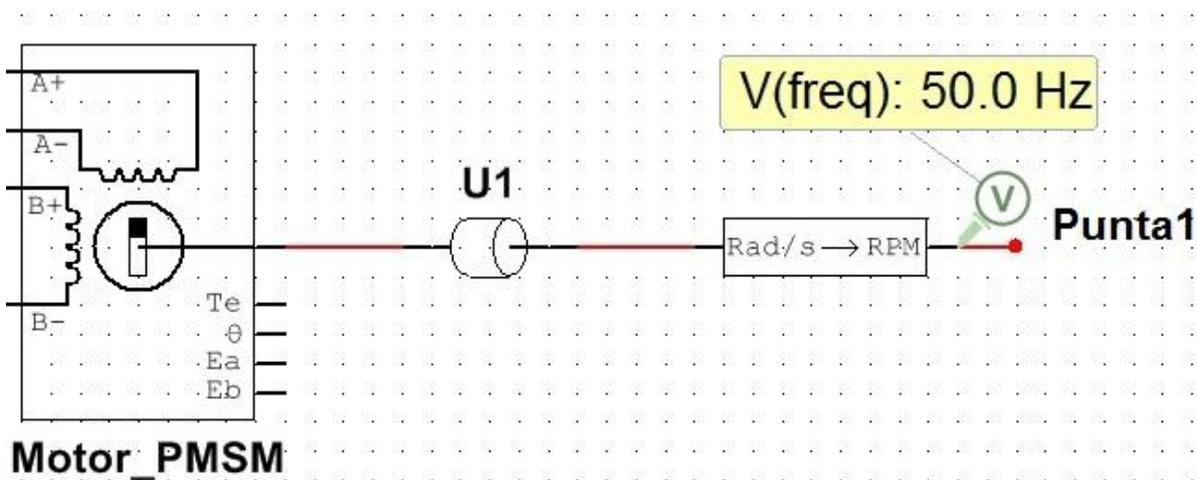 A+
A-
B+
B-
Te
θ
Ea
Eb
Motor_PMSM
U1
Rad/s→RPM
V(freq): 50.0 Hz
V
Punta1